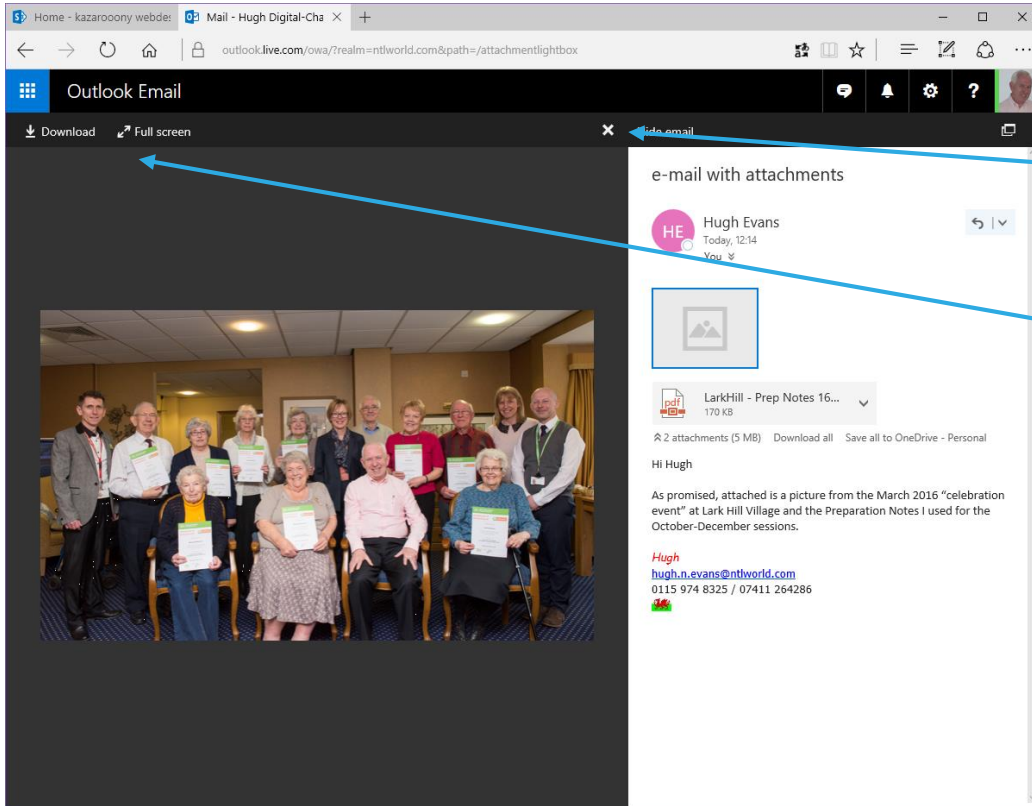 Home - kazarooony webdes
Mail - Hugh Digital-Cha
outlook.live.com/owa/?realm=ntlworld.com&path=/attachmentlightbox
Outlook Email
?
Download Full screen
ide email
e-mail with attachments
HE
Hugh Evans
Today, 12:14
You
pdf
LarkHill - Prep Notes 16...
170 KB
2 attachments (5 MB) Download all Save all to OneDrive - Personal
Hi Hugh
As promised, attached is a picture from the March 2016 “celebration
event” at Lark Hill Village and the Preparation Notes I used for the
October-December sessions.
Hugh
hugh.n.evans@ntlworld.com
0115 974 8325 / 07411 264286